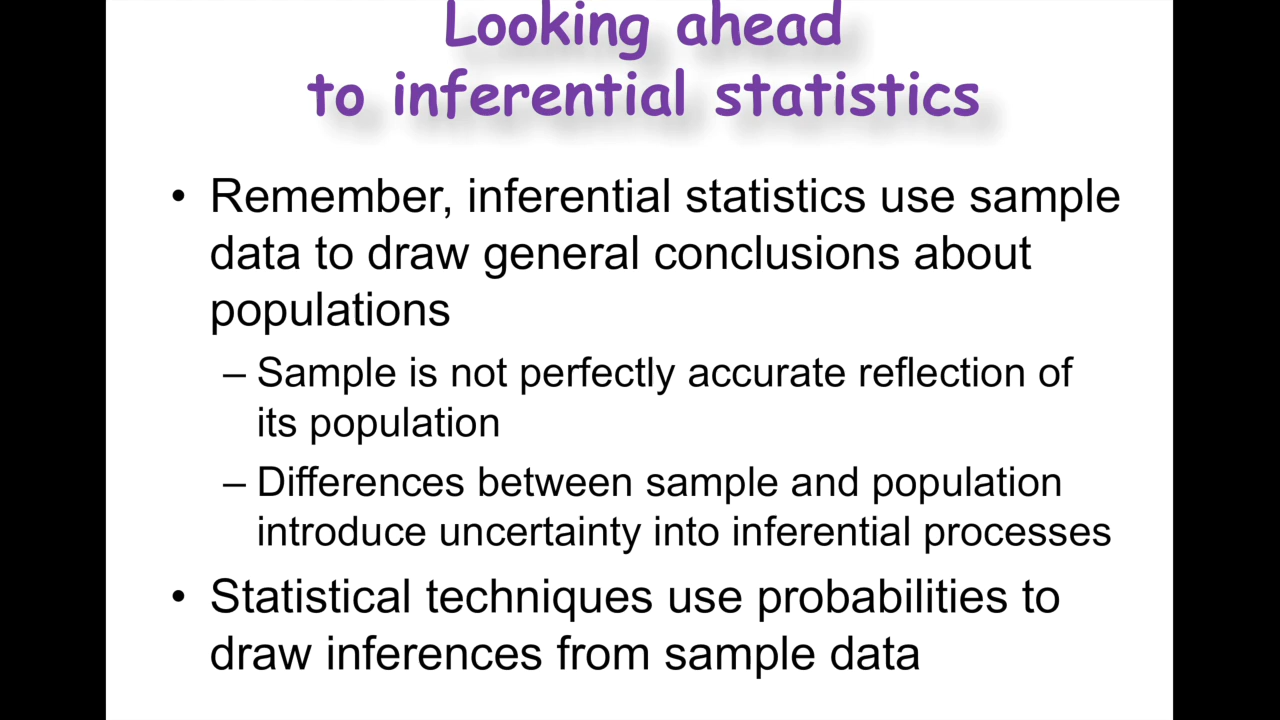 Looking ahead
to inferential statistics
• Remember, inferential statistics use sample
data to draw general conclusions about
populations
– Sample is not perfectly accurate reflection of
its population
– Differences between sample and population
introduce uncertainty into inferential processes
• Statistical techniques use probabilities to
draw inferences from sample data